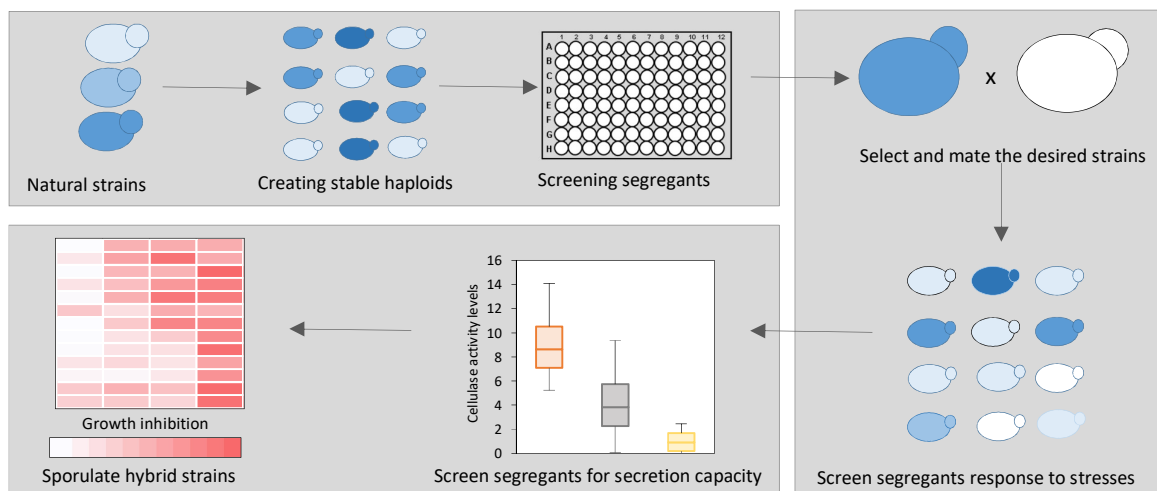 Natural strains
Creating stable haploids
1 2 3 4 5 6 7 8 9 10 11 12
A
B
C
D
E
F
G
H
Screening segregants
x
Select and mate the desired strains
Screen segregants response to stresses
Cellulase activity levels
16
14
12
10
8
6
4
2
0
Screen segregants for secretion capacity
Growth inhibition
Sporulate hybrid strains